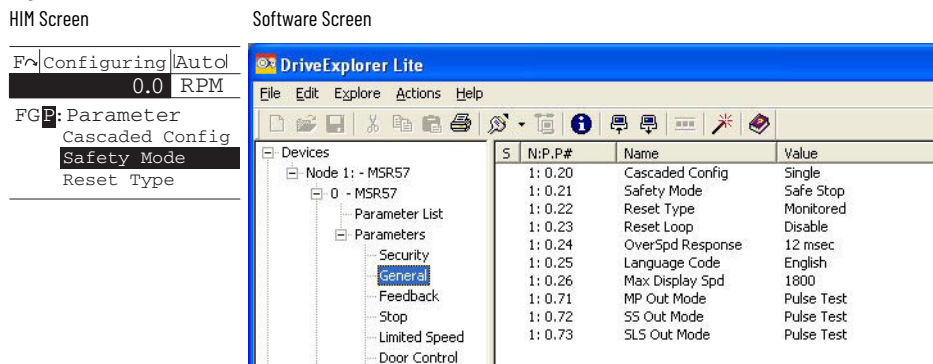 HIM Screen
Software Screen
F Configuring Auto
0.0 RPM
FGP: Parameter
Cascaded Config
Safety Mode
Reset Type
DriveExplorer Lite
File Edit Explore Actions Help
Devices
Node 1: - MSR57
0 - MSR57
Parameter List
Parameters
Security
General
Feedback
Stop
Limited Speed
Door Control
S N:P.P# Name Value
1: 0.20 Cascaded Config Single
1: 0.21 Safety Mode Safe Stop
1: 0.22 Reset Type Monitored
1: 0.23 Reset Loop Disable
1: 0.24 OverSpd Response 12 msec
1: 0.25 Language Code English
1: 0.26 Max Display Spd 1800
1: 0.71 MP Out Mode Pulse Test
1: 0.72 SS Out Mode Pulse Test
1: 0.73 SLS Out Mode Pulse Test